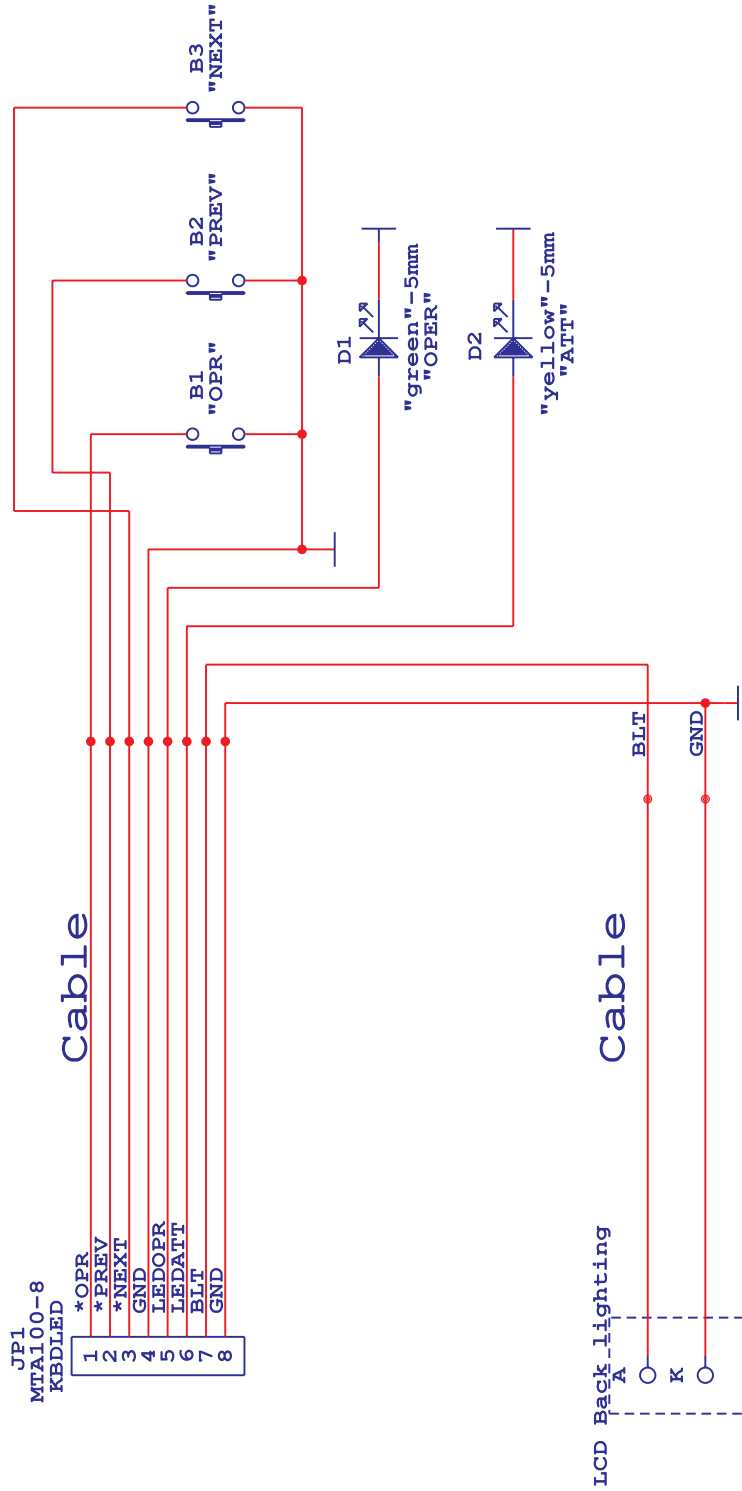 JP1
MTA100-8
KBDLED
*OPR
*PREV
*NEXT
GND
LEDOPR
LEDATT
BLT
GND
1
2
3
4
5
6
7
8
Cable
B1
"OPR"
B2
"PREV"
B3
"NEXT"
D1
"green"-5mm
"OPER"
D2
"yellow"-5mm
"ATT"
LCD Back lighting
A
K
Cable
BLT
GND